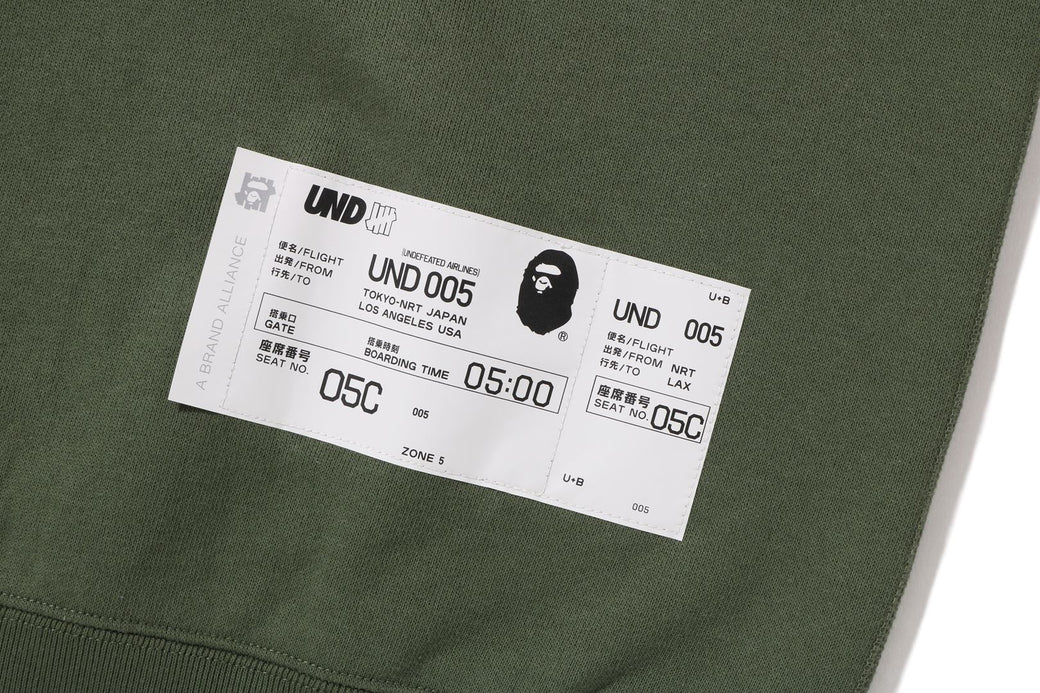 A BRAND ALLIANCE
UND
便名/FLIGHT
出発/FROM
行先/TO
[UNDEFEATED AIRLINES]
UND 005
TOKYO-NRT JAPAN
LOS ANGELES USA
®
搭乗口
GATE
搭乗時刻
BOARDING TIME
05:00
座席番号
SEAT NO.
05C
005
ZONE 5
U+B
UND 005
便名/FLIGHT
出発/FROM NRT
行先/TO LAX
座席番号
SEAT NO. 05C
U+B
005